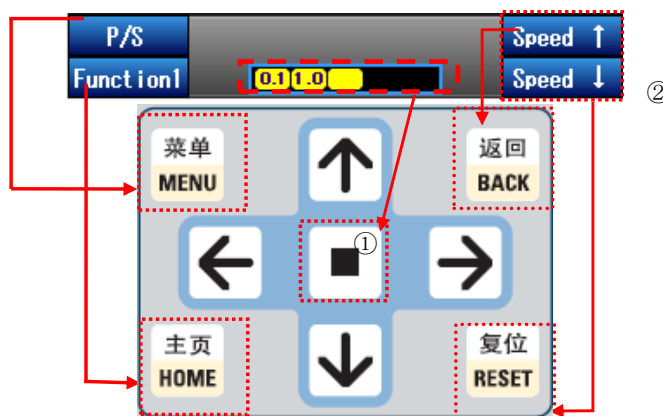 P/S
Speed ↑
Function1
0.1 1.0
Speed ↓
②
菜单
MENU
返回
BACK
①
主页
HOME
复位
RESET